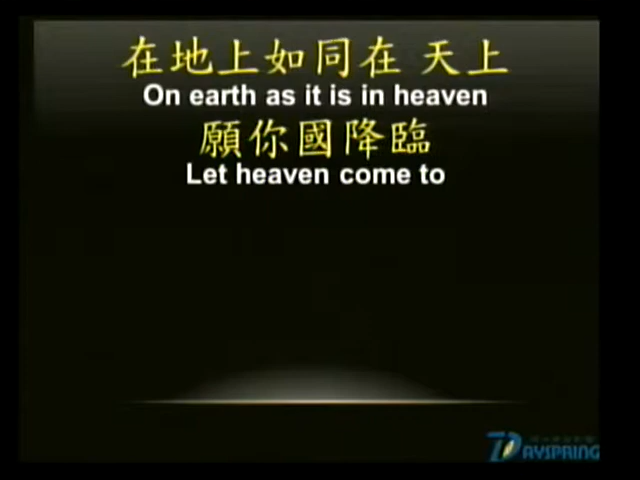 在地上如同在 天上
On earth as it is in heaven
願你國降臨
Let heaven come to
DAYSPRING